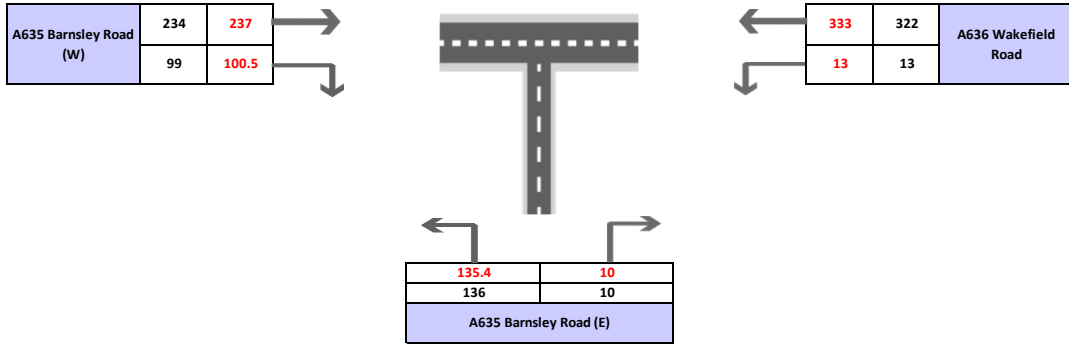 A635 Barnsley Road
(W)
234 237
99 100.5
333 322
13 13
A636 Wakefield
Road
135.4 10
136 10
A635 Barnsley Road (E)